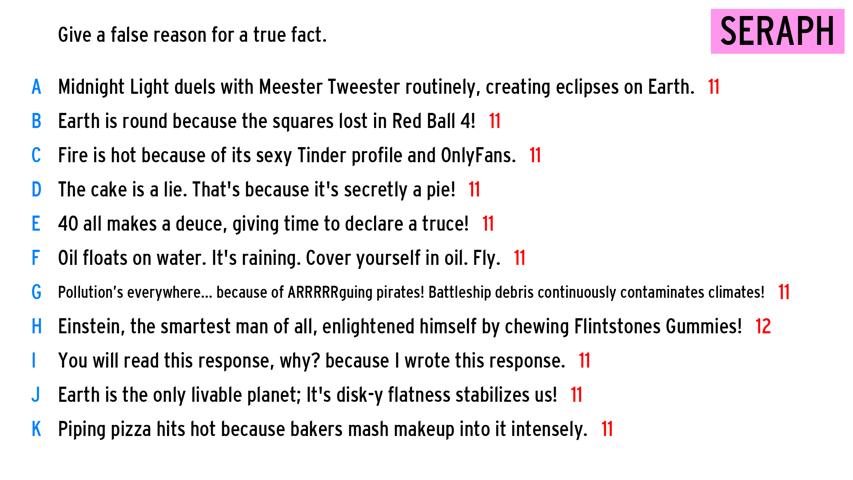 Give a false reason for a true fact.
SERAPH
A Midnight Light duels with Meester Tweester routinely, creating eclipses on Earth. 11
B Earth is round because the squares lost in Red Ball 4! 11
C Fire is hot because of its sexy Tinder profile and OnlyFans. 11
D The cake is a lie. That's because it's secretly a pie! 11
E 40 all makes a deuce, giving time to declare a truce! 11
F Oil floats on water. It's raining. Cover yourself in oil. Fly. 11
G Pollution's everywhere... because of ARRRRRguing pirates! Battleship debris continuously contaminates climates! 11
H Einstein, the smartest man of all, enlightened himself by chewing Flintstones Gummies! 12
I You will read this response, why? because I wrote this response. 11
J Earth is the only livable planet; It's disk-y flatness stabilizes us! 11
K Piping pizza hits hot because bakers mash makeup into it intensely. 11